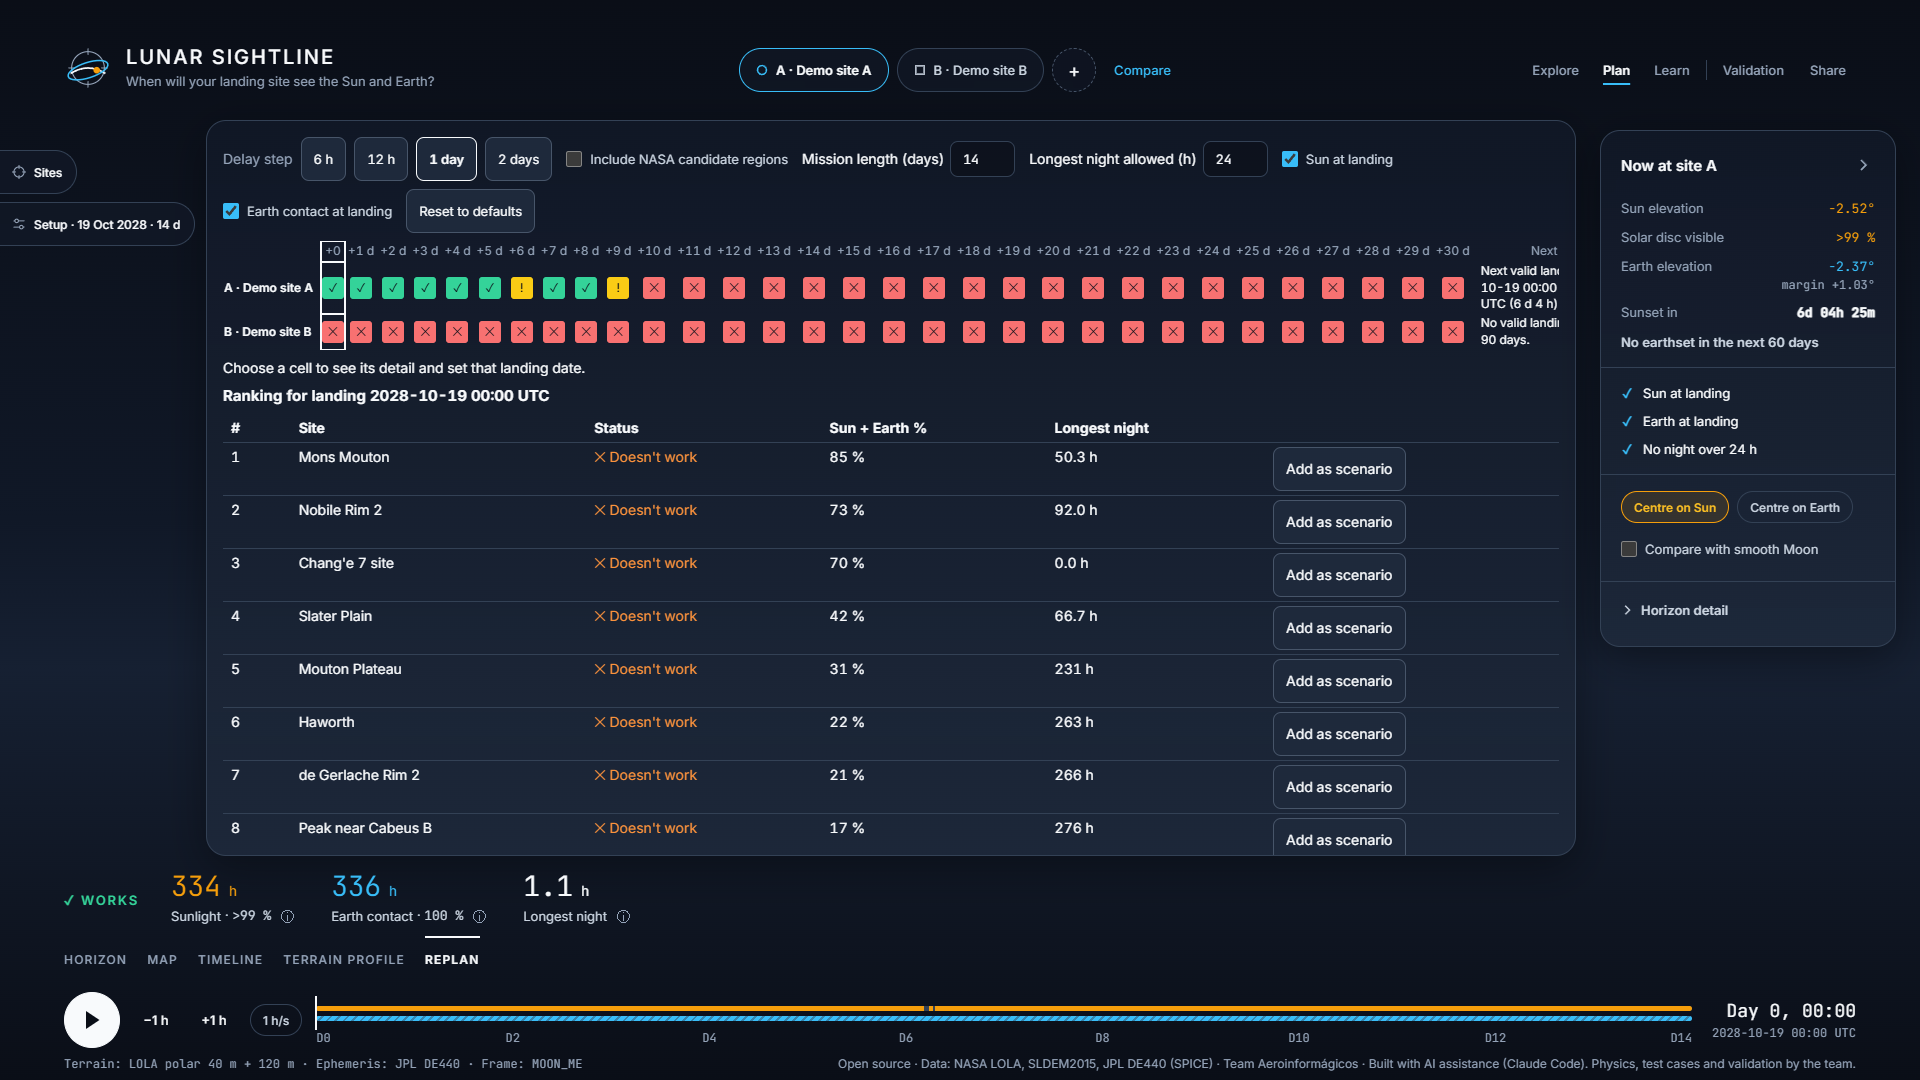 LUNAR SIGHTLINE
When will your landing site see the Sun and Earth?
A · Demo site A
B · Demo site B
+
Compare
Explore
Plan
Learn
Validation
Share
Sites
Setup · 19 Oct 2028 · 14 d
Delay step 6 h 12 h 1 day 2 days Include NASA candidate regions Mission length (days) 14 Longest night allowed (h) 24 Sun at landing
Earth contact at landing Reset to defaults
+0 +1 d +2 d +3 d +4 d +5 d +6 d +7 d +8 d +9 d +10 d +11 d +12 d +13 d +14 d +15 d +16 d +17 d +18 d +19 d +20 d +21 d +22 d +23 d +24 d +25 d +26 d +27 d +28 d +29 d +30 d Next
A · Demo site A ✓ ✓ ✓ ✓ ✓ ✓ ! ✓ ✓ !
Next valid
10-19 00:00
UTC (6 d 4 h)
B · Demo site B
No valid
90 days.
Choose a cell to see its detail and set that landing date.
Ranking for landing 2028-10-19 00:00 UTC
# Site Status Sun + Earth % Longest night
1 Mons Mouton × Doesn't work 85 % 50.3 h Add as scenario
2 Nobile Rim 2 × Doesn't work 73 % 92.0 h Add as scenario
3 Chang'e 7 site × Doesn't work 70 % 0.0 h Add as scenario
4 Slater Plain × Doesn't work 42 % 66.7 h Add as scenario
5 Mouton Plateau × Doesn't work 31 % 231 h Add as scenario
6 Haworth × Doesn't work 22 % 263 h Add as scenario
7 de Gerlache Rim 2 × Doesn't work 21 % 266 h Add as scenario
8 Peak near Cabeus B × Doesn't work 17 % 276 h Add as scenario
Now at site A
Sun elevation -2.52°
Solar disc visible >99 %
Earth elevation -2.37°
margin +1.03°
Sunset in 6d 04h 25m
No earthset in the next 60 days
✓ Sun at landing
✓ Earth at landing
✓ No night over 24 h
Centre on Sun Centre on Earth
Compare with smooth Moon
Horizon detail
✓ WORKS
334 h
Sunlight · >99 %
336 h
Earth contact · 100 %
1.1 h
Longest night
HORIZON MAP TIMELINE TERRAIN PROFILE REPLAN
−1 h +1 h 1 h/s
D0 D2 D4 D6 D8 D10 D12 D14
Day 0, 00:00
2028-10-19 00:00 UTC
Terrain: LOLA polar 40 m + 120 m · Ephemeris: JPL DE440 · Frame: MOON_ME
Open source · Data: NASA LOLA, SLDEM2015, JPL DE440 (SPICE) · Team Aeroinformágicos · Built with AI assistance (Claude Code). Physics, test cases and validation by the team.